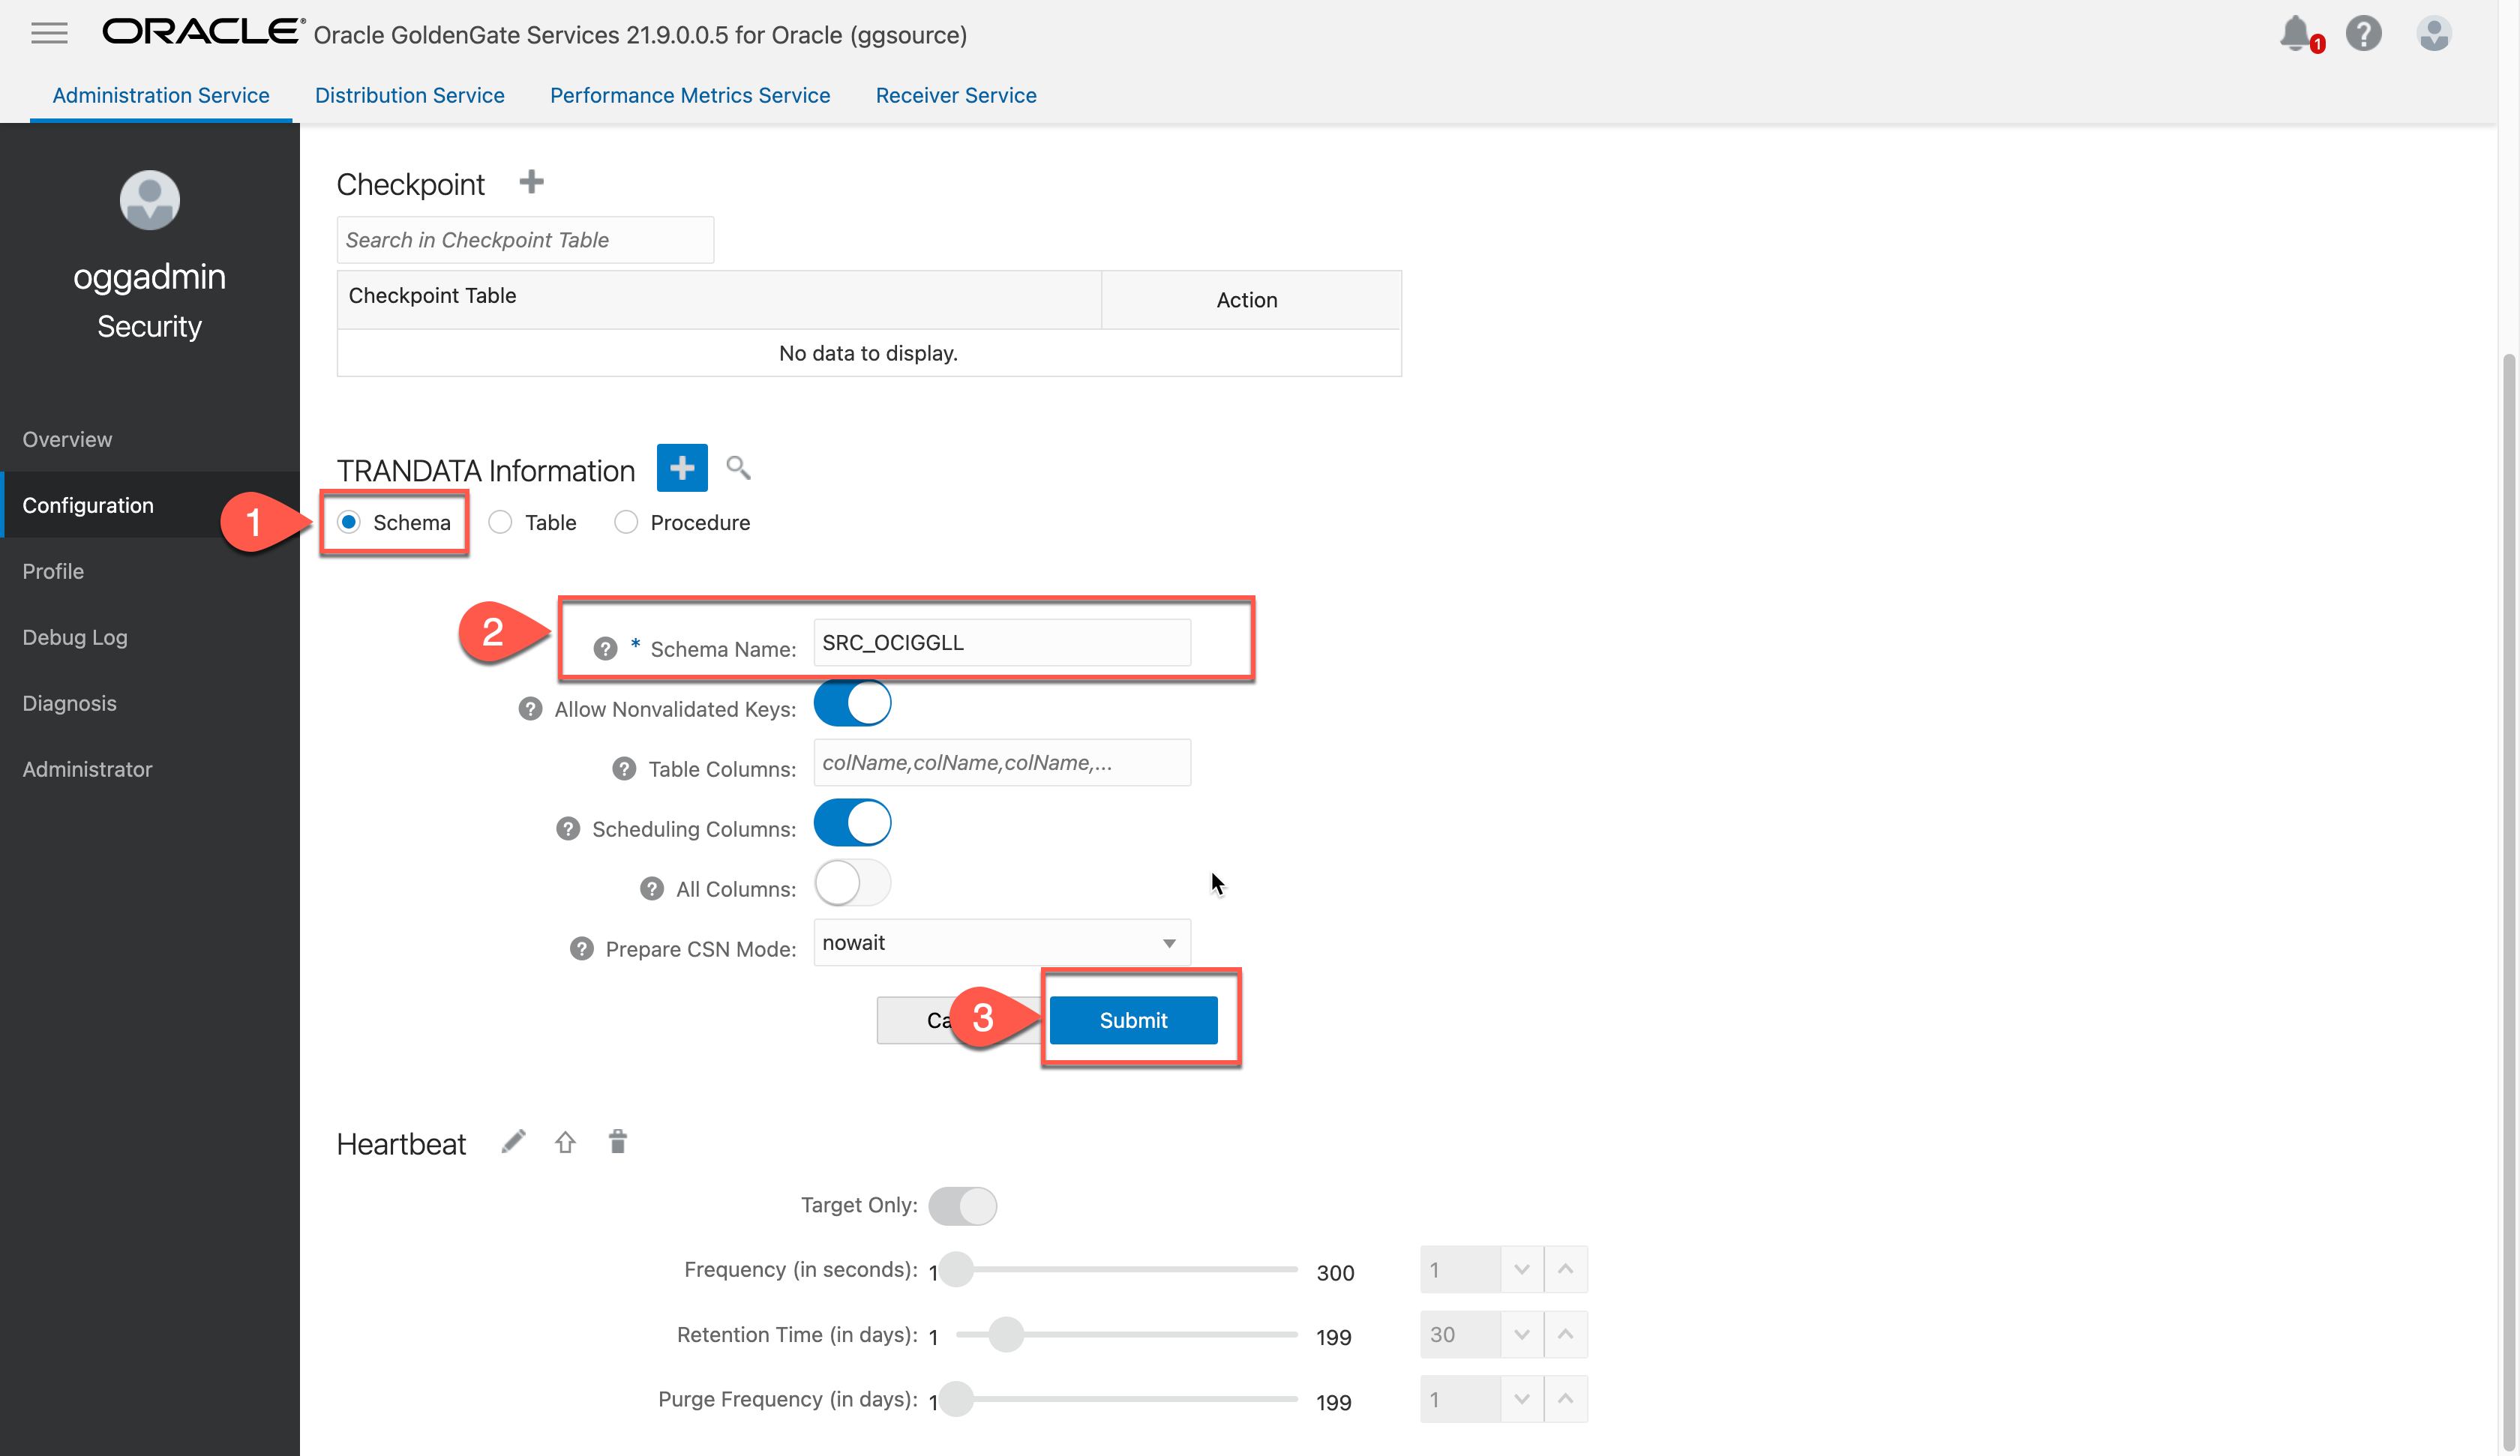 ORACLE® Oracle GoldenGate Services 21.9.0.0.5 for Oracle (ggsource)
1
Administration Service Distribution Service Performance Metrics Service Receiver Service
oggadmin
Security
Overview
Configuration
Profile
Debug Log
Diagnosis
Administrator
Checkpoint
Search in Checkpoint Table
Checkpoint Table Action
No data to display.
TRANDATA Information
1 Schema Table Procedure
2 * Schema Name: SRC_OCIGGLL
Allow Nonvalidated Keys:
Table Columns: colName,colName,colName,...
Scheduling Columns:
All Columns:
Prepare CSN Mode: nowait
Ca 3 Submit
Heartbeat
Target Only:
Frequency (in seconds): 1 300 1
Retention Time (in days): 1 199 30
Purge Frequency (in days): 1 199 1